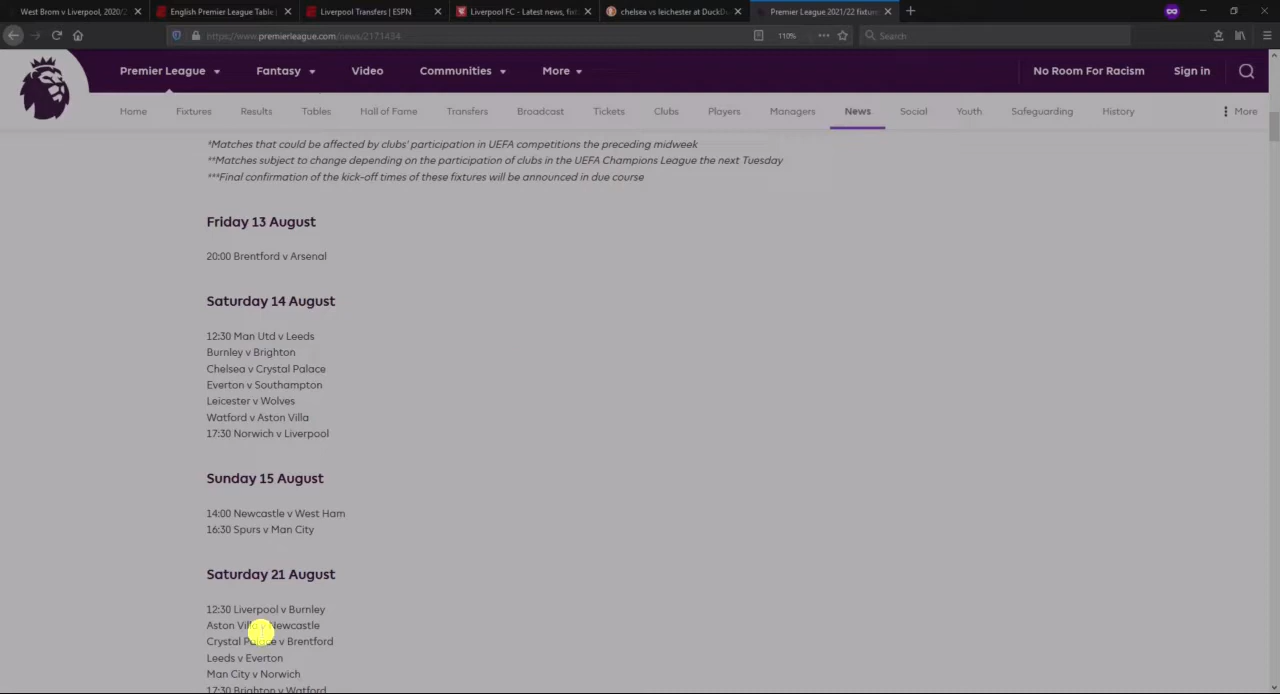 West Brom v Liverpool, 2020/2
English Premier League Table
Liverpool Transfers | ESPN
Liverpool FC - Latest news, fixt
chelsea vs leichester at DuckDu
Premier League 2021/22 fixture
https://www.premierleague.com/news/2171454
110%
Search
Premier League
Fantasy
Video
Communities
More
No Room For Racism
Sign in
Home
Fixtures
Results
Tables
Hall of Fame
Transfers
Broadcast
Tickets
Clubs
Players
Managers
News
Social
Youth
Safeguarding
History
More
*Matches that could be affected by clubs' participation in UEFA competitions the preceding midweek
**Matches subject to change depending on the participation of clubs in the UEFA Champions League the next Tuesday
***Final confirmation of the kick-off times of these fixtures will be announced in due course
Friday 13 August
20:00 Brentford v Arsenal
Saturday 14 August
12:30 Man Utd v Leeds
Burnley v Brighton
Chelsea v Crystal Palace
Everton v Southampton
Leicester v Wolves
Watford v Aston Villa
17:30 Norwich v Liverpool
Sunday 15 August
14:00 Newcastle v West Ham
16:30 Spurs v Man City
Saturday 21 August
12:30 Liverpool v Burnley
Aston Villa v Newcastle
Crystal Palace v Brentford
Leeds v Everton
Man City v Norwich
17:30 Brighton v Watford